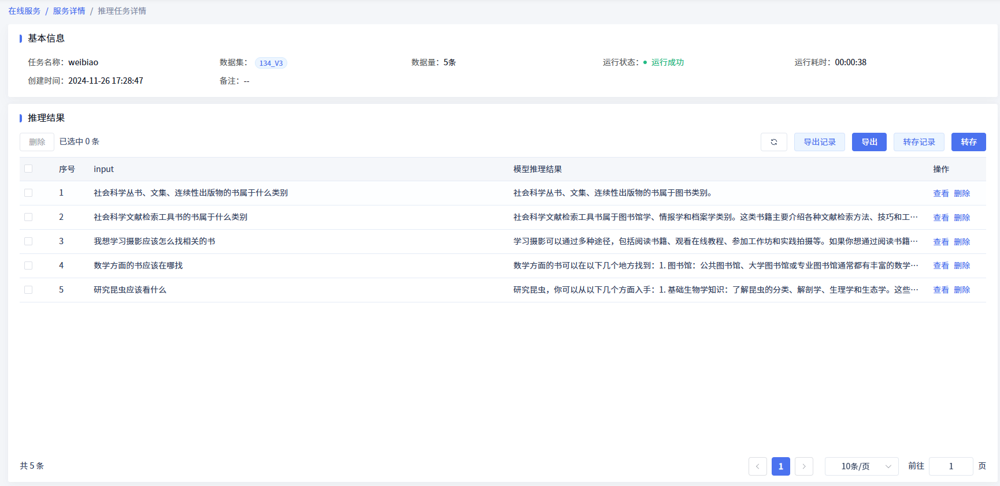 在线服务 / 服务详情 / 推理任务详情
基本信息
任务名称：weibiao 数据集：134_V3 数据量：5条 运行状态：运行成功 运行耗时：00:00:38
创建时间：2024-11-26 17:28:47 备注：--
推理结果
删除 已选中 0 条 导出记录 导出 转存记录 转存
序号 input 模型推理结果 操作
1 社会科学丛书、文集、连续性出版物的书属于什么类别 社会科学丛书、文集、连续性出版物的书属于图书类别。 查看 删除
2 社会科学文献检索工具书的书属于什么类别 社会科学文献检索工具书属于图书馆学、情报学和档案学类别。这类书籍主要介绍各种文献检索方法、技巧和工… 查看 删除
3 我想学习摄影应该怎么找相关的书 学习摄影可以通过多种途径，包括阅读书籍、观看在线教程、参加工作坊和实践拍摄等。如果你想通过阅读书籍… 查看 删除
4 数学方面的书应该在哪找 数学方面的书可以在以下几个地方找到：1. 图书馆：公共图书馆、大学图书馆或专业图书馆通常都有丰富的数学… 查看 删除
5 研究昆虫应该看什么 研究昆虫，你可以从以下几个方面入手：1. 基础生物学知识：了解昆虫的分类、解剖学、生理学和生态学。这些… 查看 删除
共 5 条 1 10条/页 前往 1 页